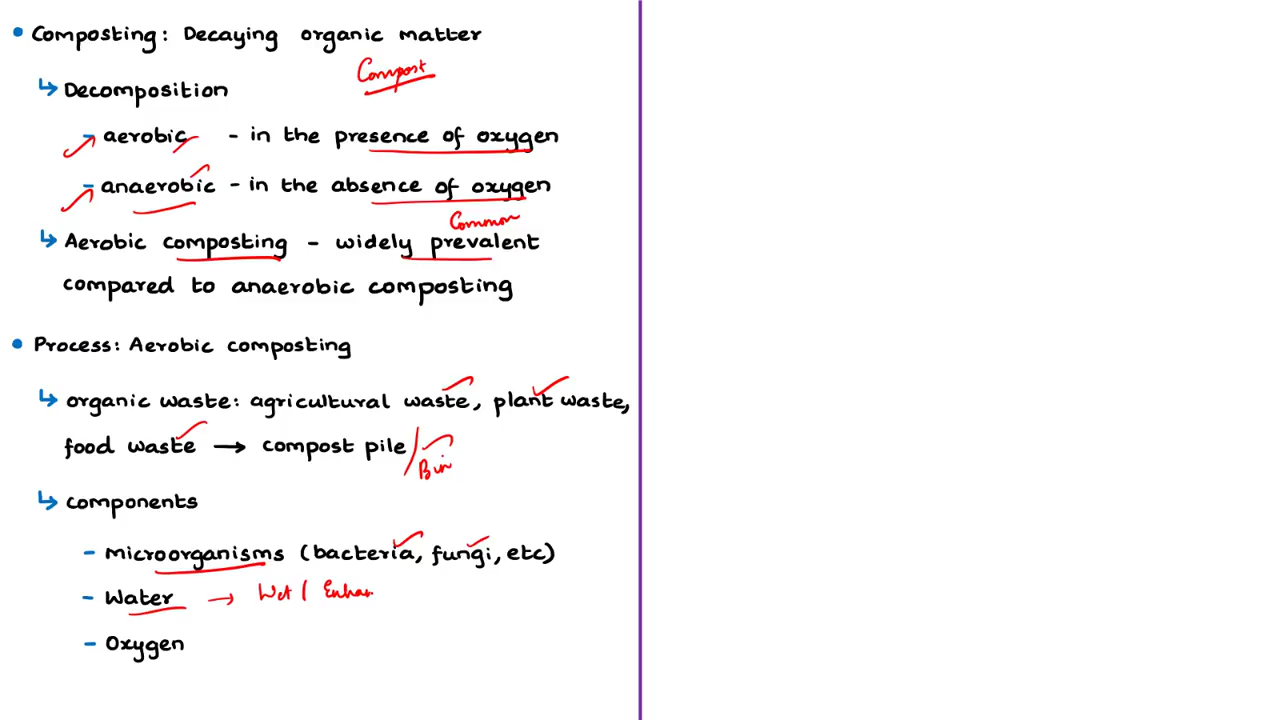 • Composting: Decaying organic matter
Compost
↳ Decomposition
- aerobic - in the presence of oxygen
- anaerobic - in the absence of oxygen
Common
↳ Aerobic composting - widely prevalent
compared to anaerobic composting
• Process: Aerobic composting
↳ organic waste: agricultural waste, plant waste,
food waste → compost pile /
Bin
↳ components
- microorganisms (bacteria, fungi, etc)
- Water → Wet / Enhan
- Oxygen